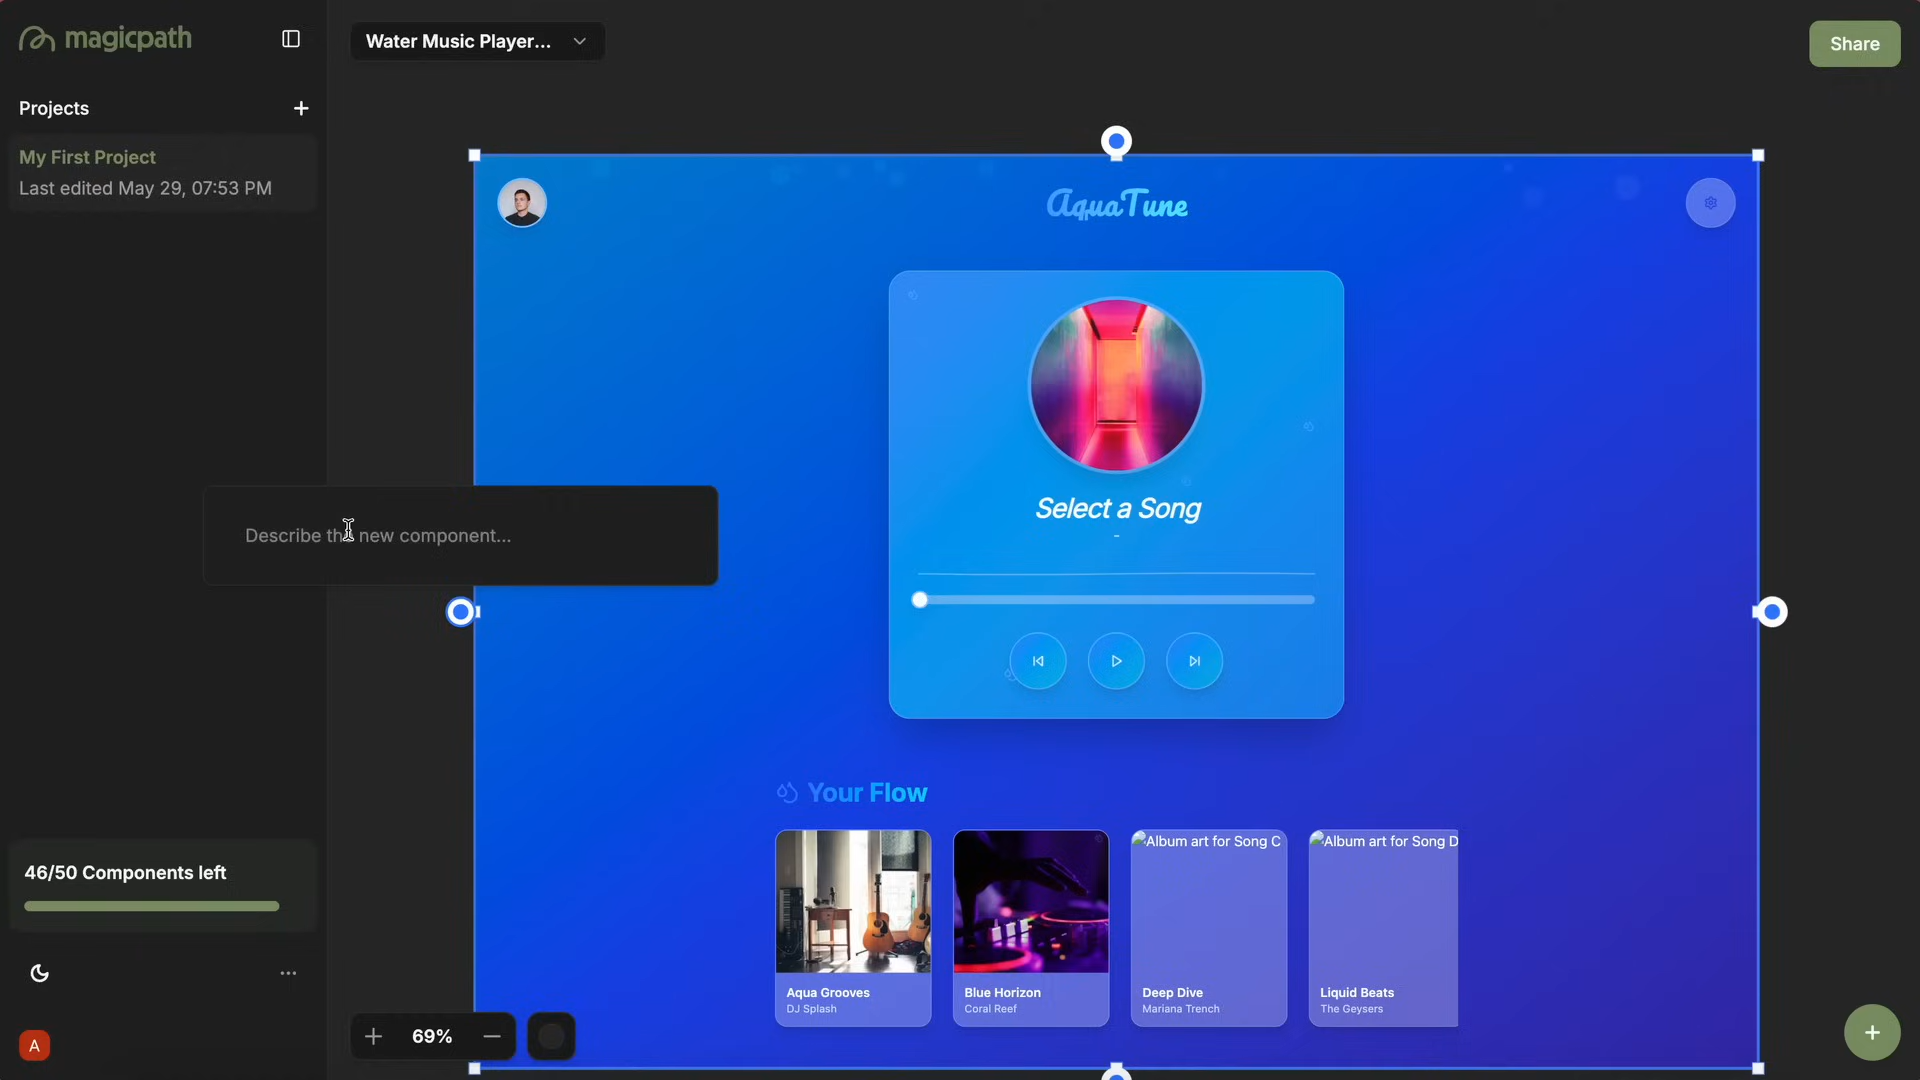 magicpath
Water Music Player...
Share
Projects
My First Project
Last edited May 29, 07:53 PM
AquaTune
Select a Song
-
Describe the new component...
Your Flow
Album art for Song C
Album art for Song D
Aqua Grooves
DJ Splash
Blue Horizon
Coral Reef
Deep Dive
Mariana Trench
Liquid Beats
The Geysers
46/50 Components left
69%
A